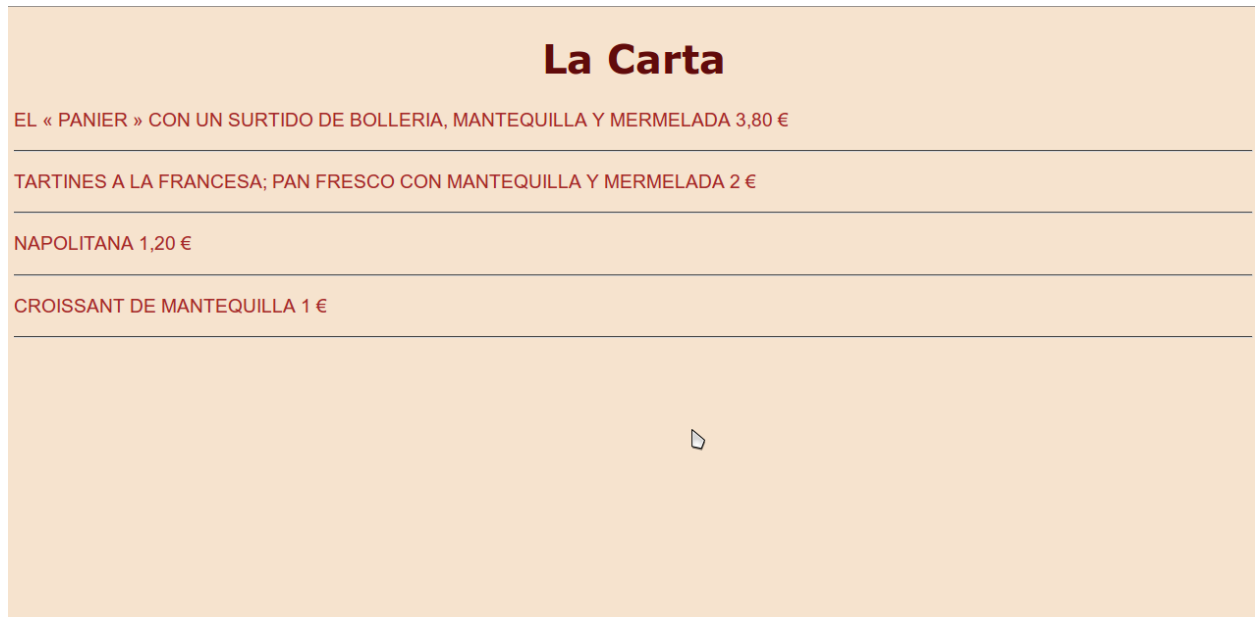 La Carta
EL « PANIER » CON UN SURTIDO DE BOLLERIA, MANTEQUILLA Y MERMELADA 3,80 €
TARTINES A LA FRANCESA; PAN FRESCO CON MANTEQUILLA Y MERMELADA 2 €
NAPOLITANA 1,20 €
CROISSANT DE MANTEQUILLA 1 €